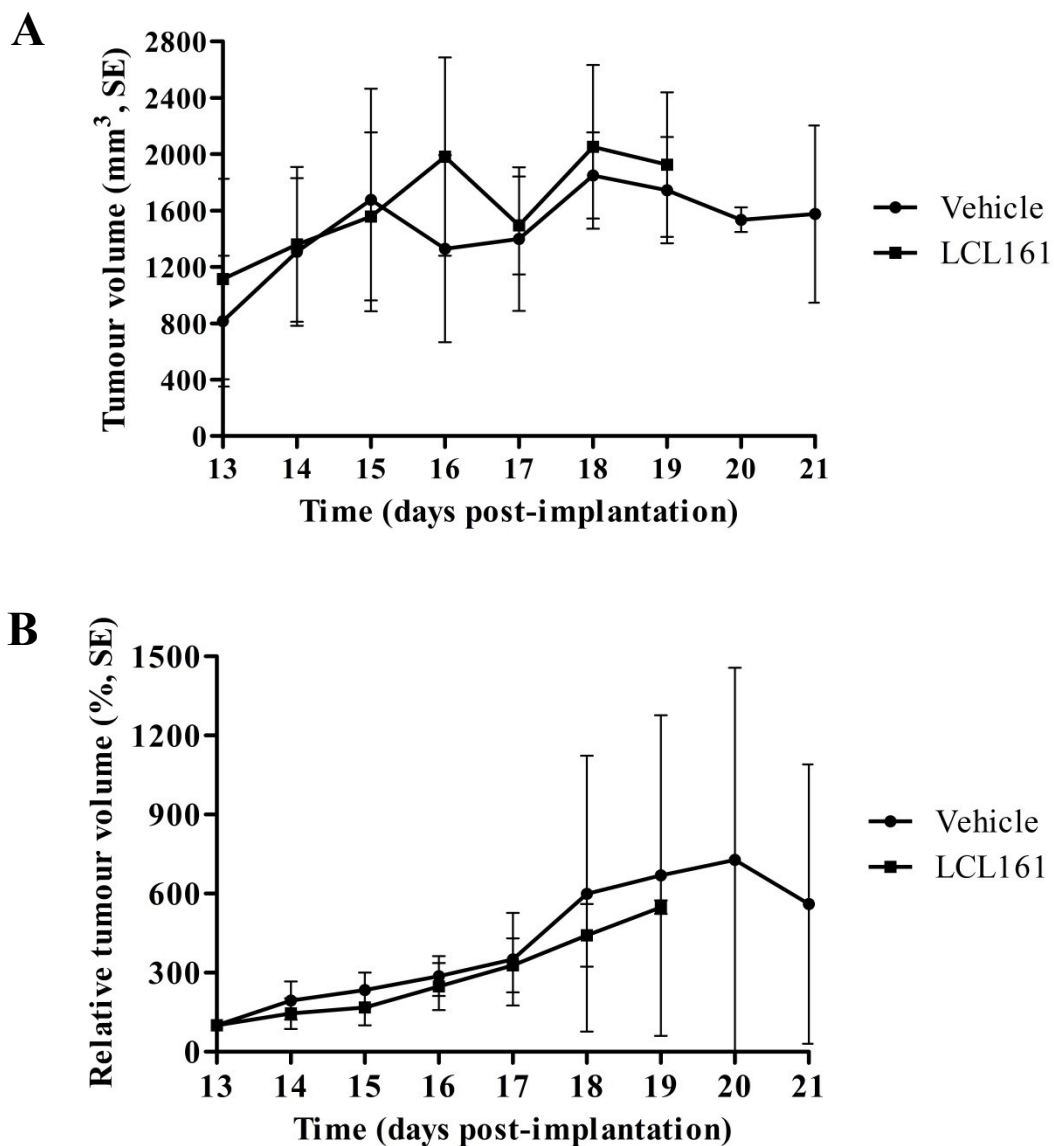 A
Tumour volume (mm³, SE)
2800
2400
2000
1600
1200
800
400
0
13 14 15 16 17 18 19 20 21
Time (days post-implantation)
Vehicle
LCL161
B
Relative tumour volume (%, SE)
1500
1200
900
600
300
0
13 14 15 16 17 18 19 20 21
Time (days post-implantation)
Vehicle
LCL161